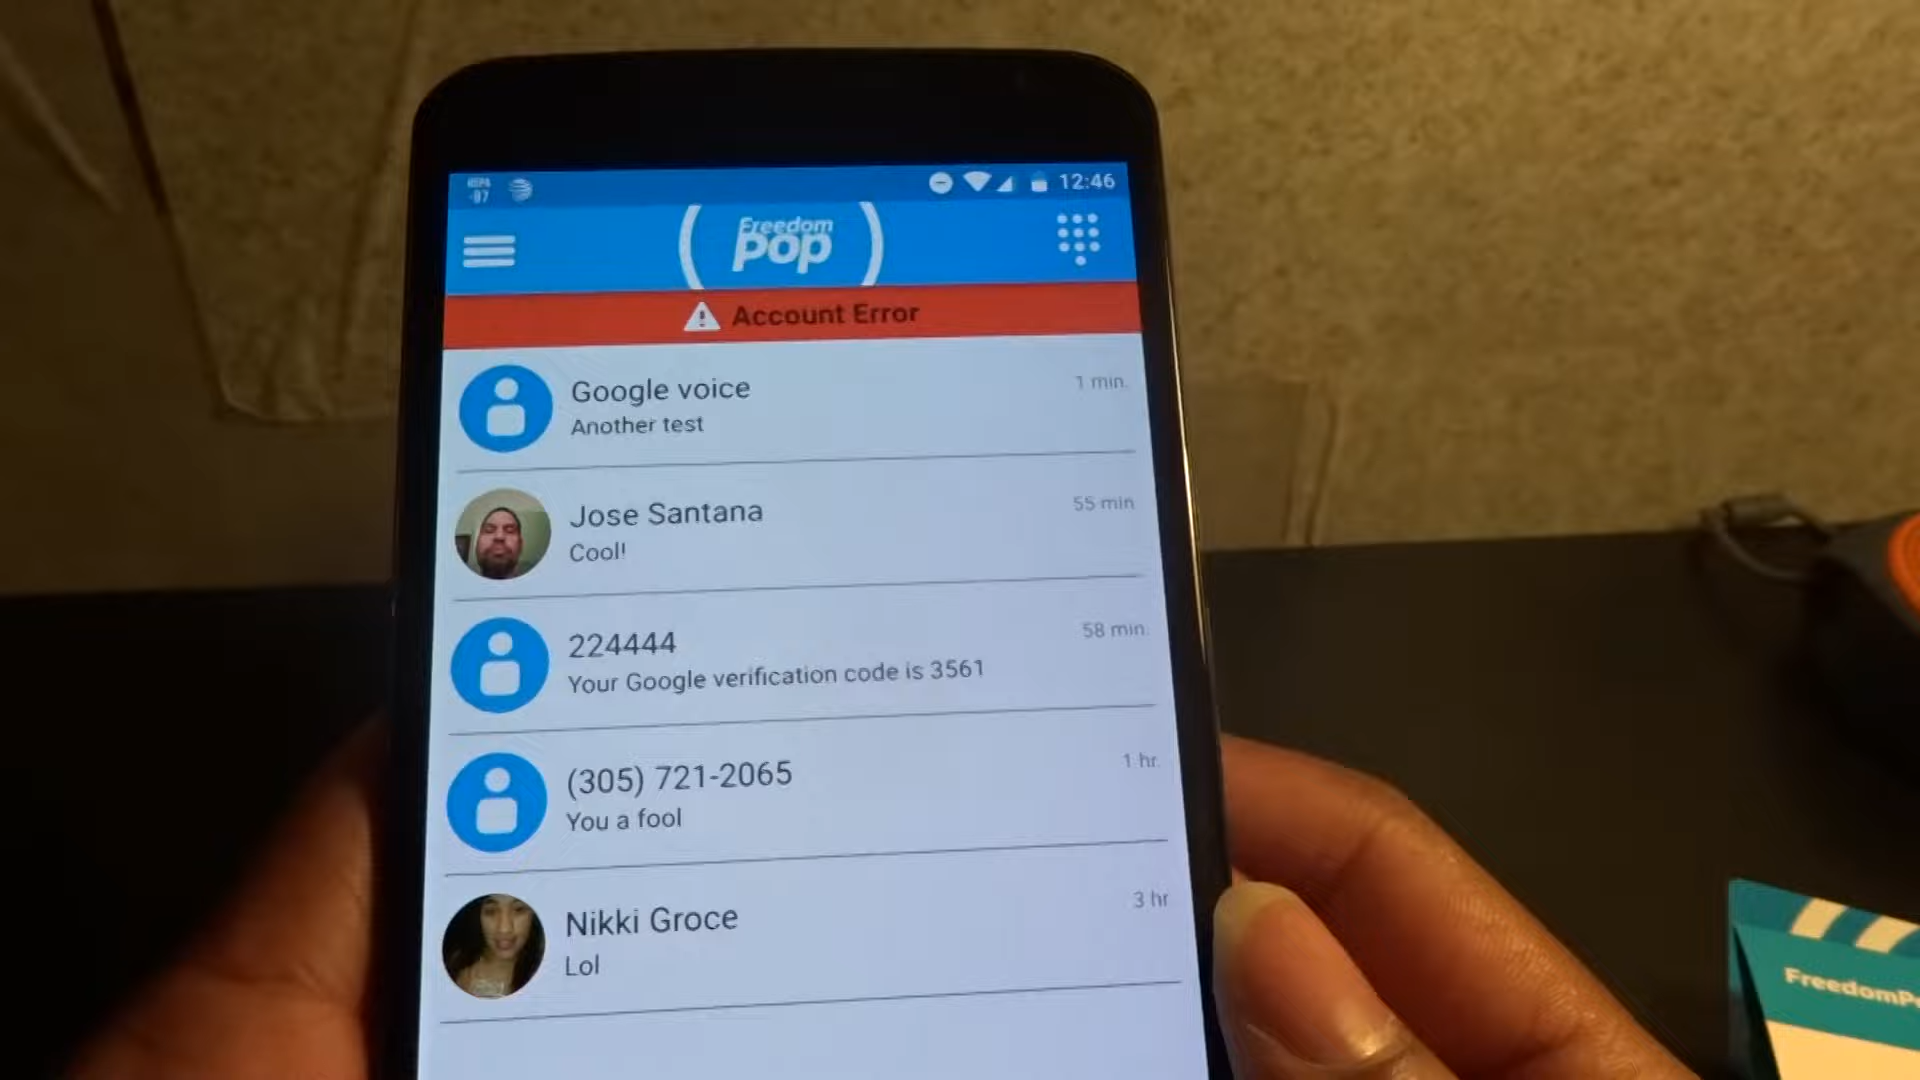 12:46
Freedom
pop
Account Error
Google voice
1 min.
Another test
Jose Santana
55 min
Cool!
224444
58 min.
Your Google verification code is 3561
(305) 721-2065
1 hr.
You a fool
Nikki Groce
3 hr
Lol
FreedomP